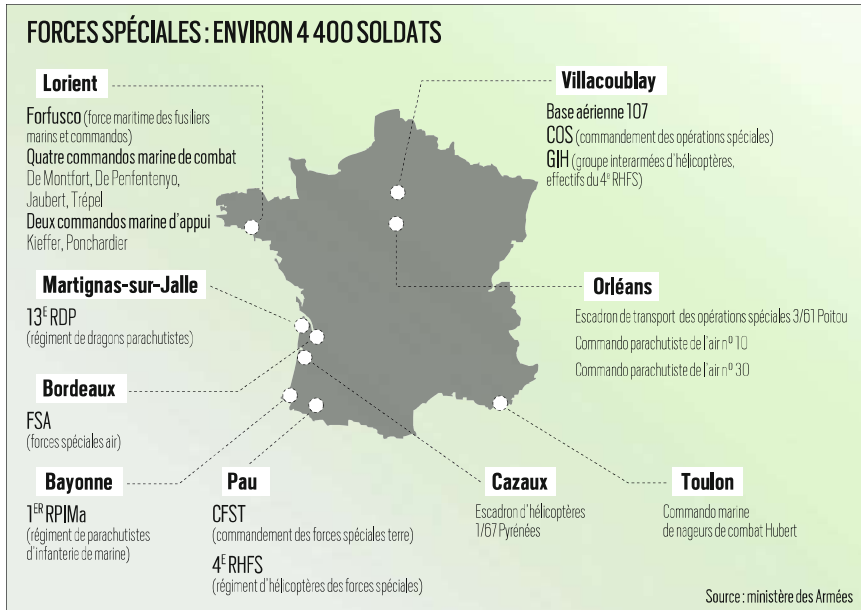 FORCES SPÉCIALES : ENVIRON 4 400 SOLDATS
Lorient
Forfusco (force maritime des fusiliers
marins et commandos)
Quatre commandos marine de combat
De Montfort, De Penfentenyo,
Jaubert, Trépel
Deux commandos marine d'appui
Kieffer, Ponchardier
Villacoublay
Base aérienne 107
COS (commandement des opérations spéciales)
GIH (groupe interarmées d'hélicoptères,
effectifs du 4e RHFS)
Martignas-sur-Jalle
13E RDP
(régiment de dragons parachutistes)
Orléans
Escadron de transport des opérations spéciales 3/61 Poitou
Commando parachutiste de l'air nº 10
Commando parachutiste de l'air nº 30
Bordeaux
FSA
(forces spéciales air)
Bayonne
1ER RPIMa
(régiment de parachutistes
d'infanterie de marine)
Pau
CFST
(commandement des forces spéciales terre)
4E RHFS
(régiment d'hélicoptères des forces spéciales)
Cazaux
Escadron d'hélicoptères
1/67 Pyrénées
Toulon
Commando marine
de nageurs de combat Hubert
Source : ministère des Armées